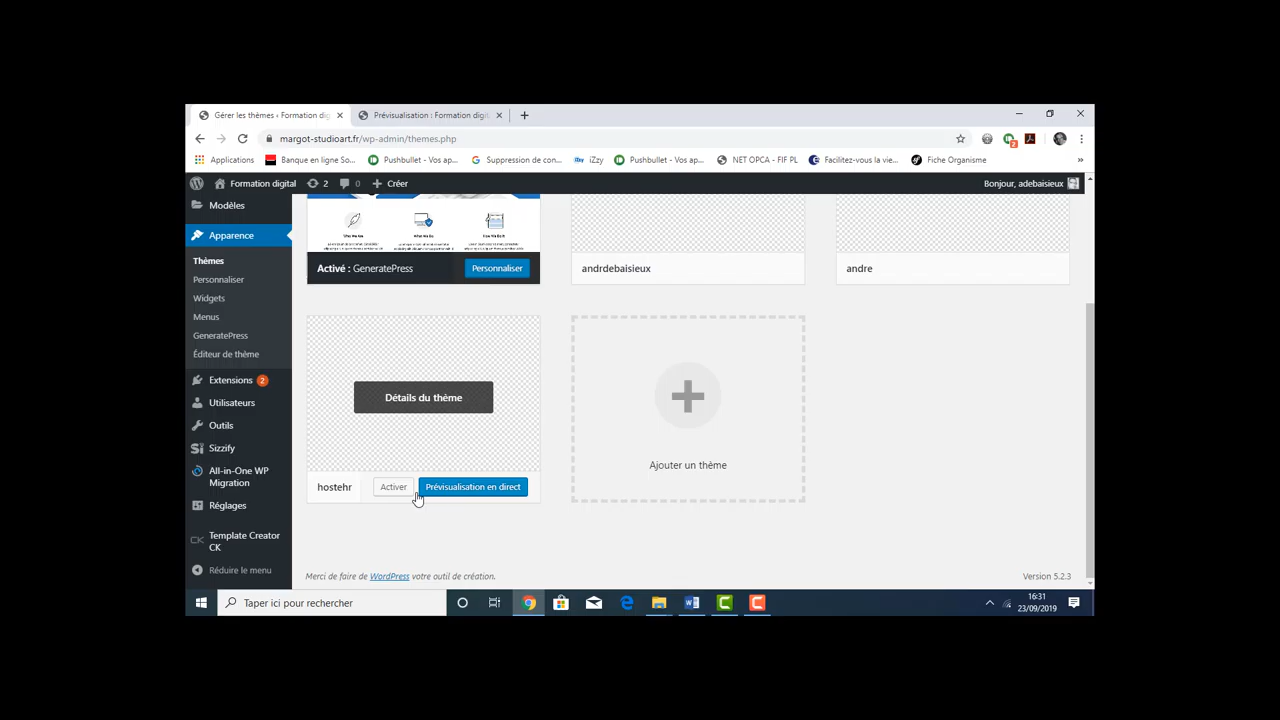 Gérer les thèmes ‹ Formation dig
Prévisualisation : Formation digit
margot-studioart.fr/wp-admin/themes.php
Applications
Banque en ligne So...
Pushbullet - Vos ap...
Suppression de con...
iZzy
Pushbullet - Vos ap...
NET OPCA - FIF PL
Facilitez-vous la vie...
Fiche Organisme
»
Formation digital
2
0
Créer
Bonjour, adebaisieux
Modèles
Apparence
Thèmes
Personnaliser
Widgets
Menus
GeneratePress
Éditeur de thème
Extensions 2
Utilisateurs
Outils
Sizzify
All-in-One WP
Migration
Réglages
Template Creator
CK
Réduire le menu
Activé : GeneratePress
Personnaliser
andrdebaisieux
andre
Détails du thème
hostehr
Activer
Prévisualisation en direct
Ajouter un thème
Merci de faire de WordPress votre outil de création.
Version 5.2.3
Taper ici pour rechercher
16:31
23/09/2019